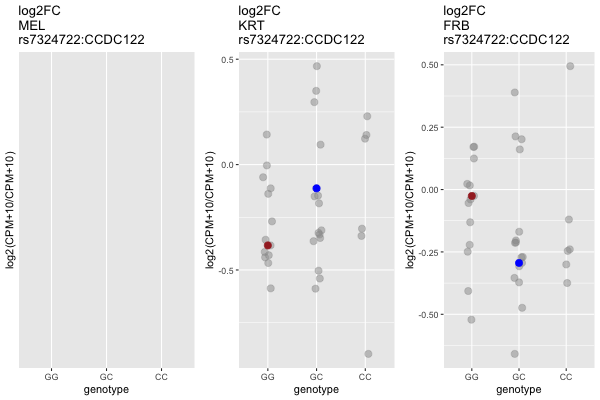 log2FC
MEL
rs7324722:CCDC122
log2(CPM+10/CPM+10)
GG GC CC
genotype
log2FC
KRT
rs7324722:CCDC122
log2(CPM+10/CPM+10)
0.5
0.0
-0.5
GG GC CC
genotype
log2FC
FRB
rs7324722:CCDC122
log2(CPM+10/CPM+10)
0.50
0.25
0.00
-0.25
-0.50
GG GC CC
genotype